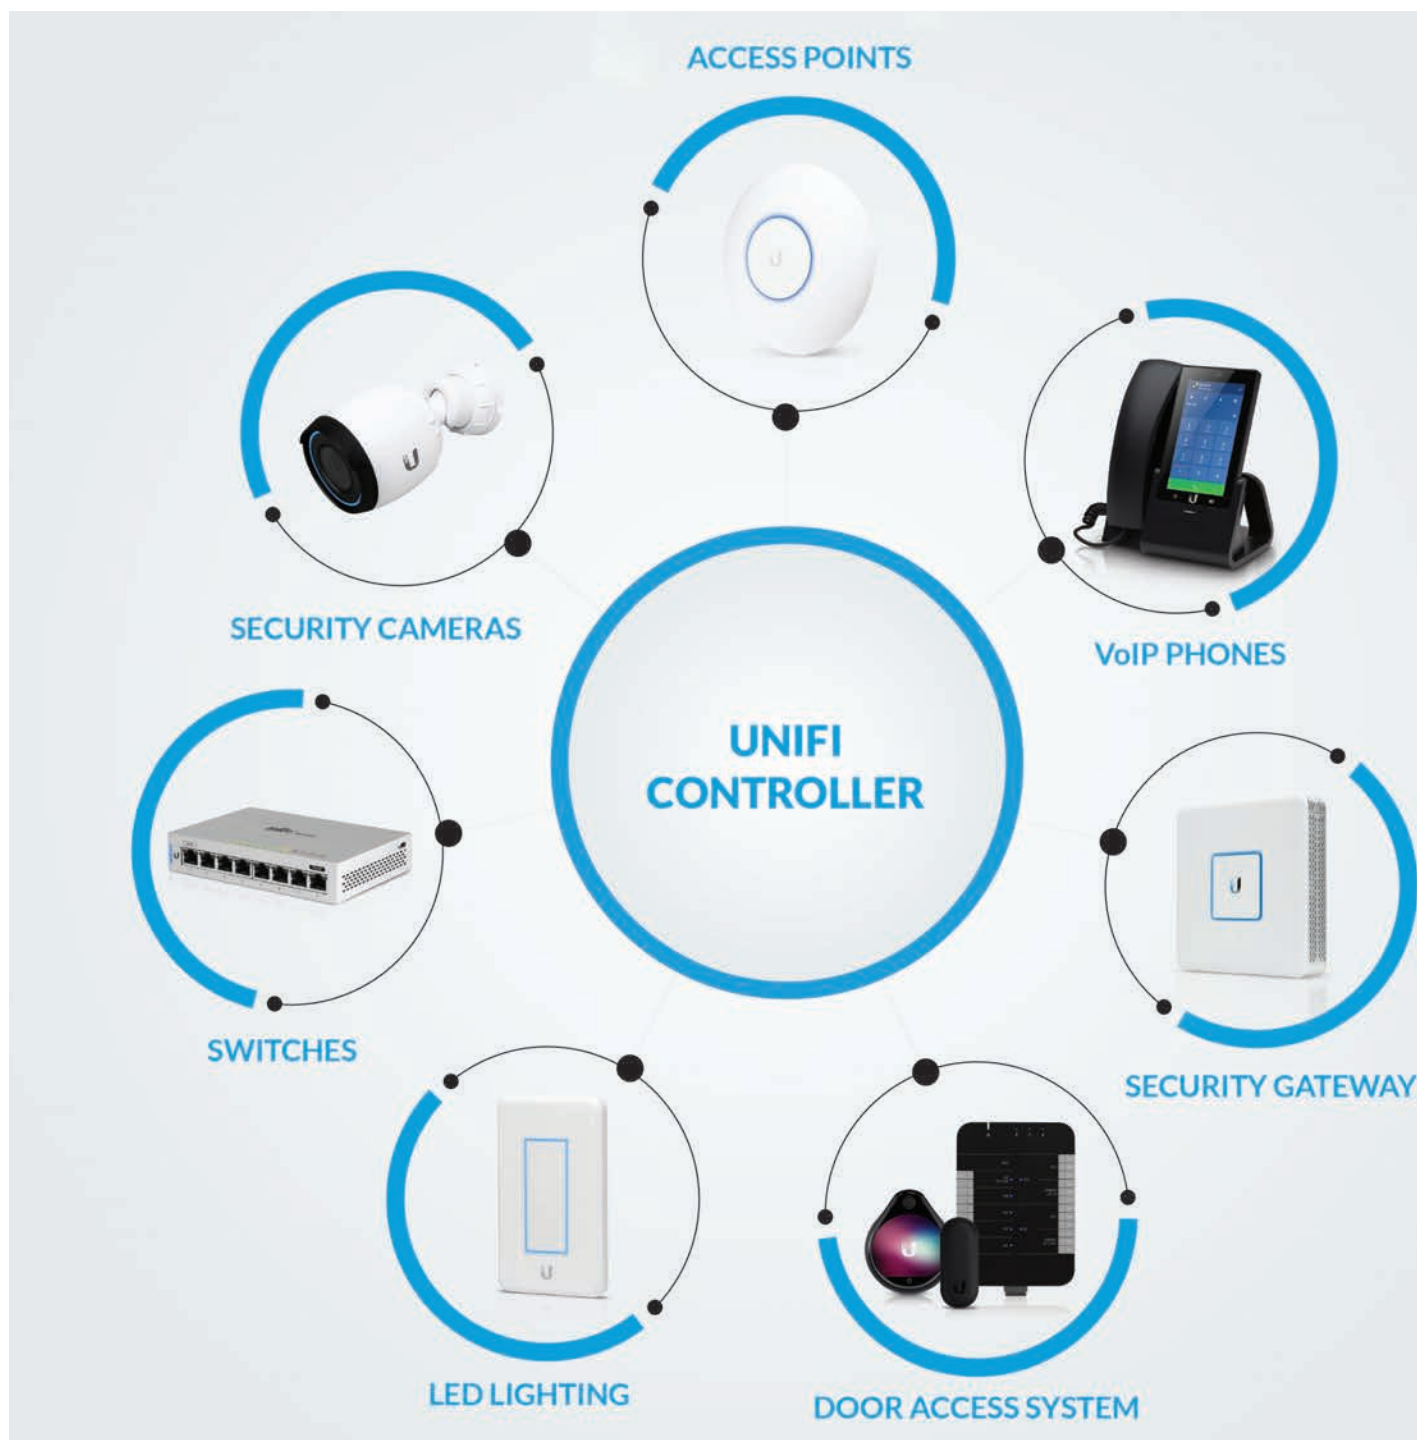 ACCESS POINTS
SECURITY CAMERAS
VoIP PHONES
UNIFI
CONTROLLER
SWITCHES
SECURITY GATEWAY
LED LIGHTING
DOOR ACCESS SYSTEM